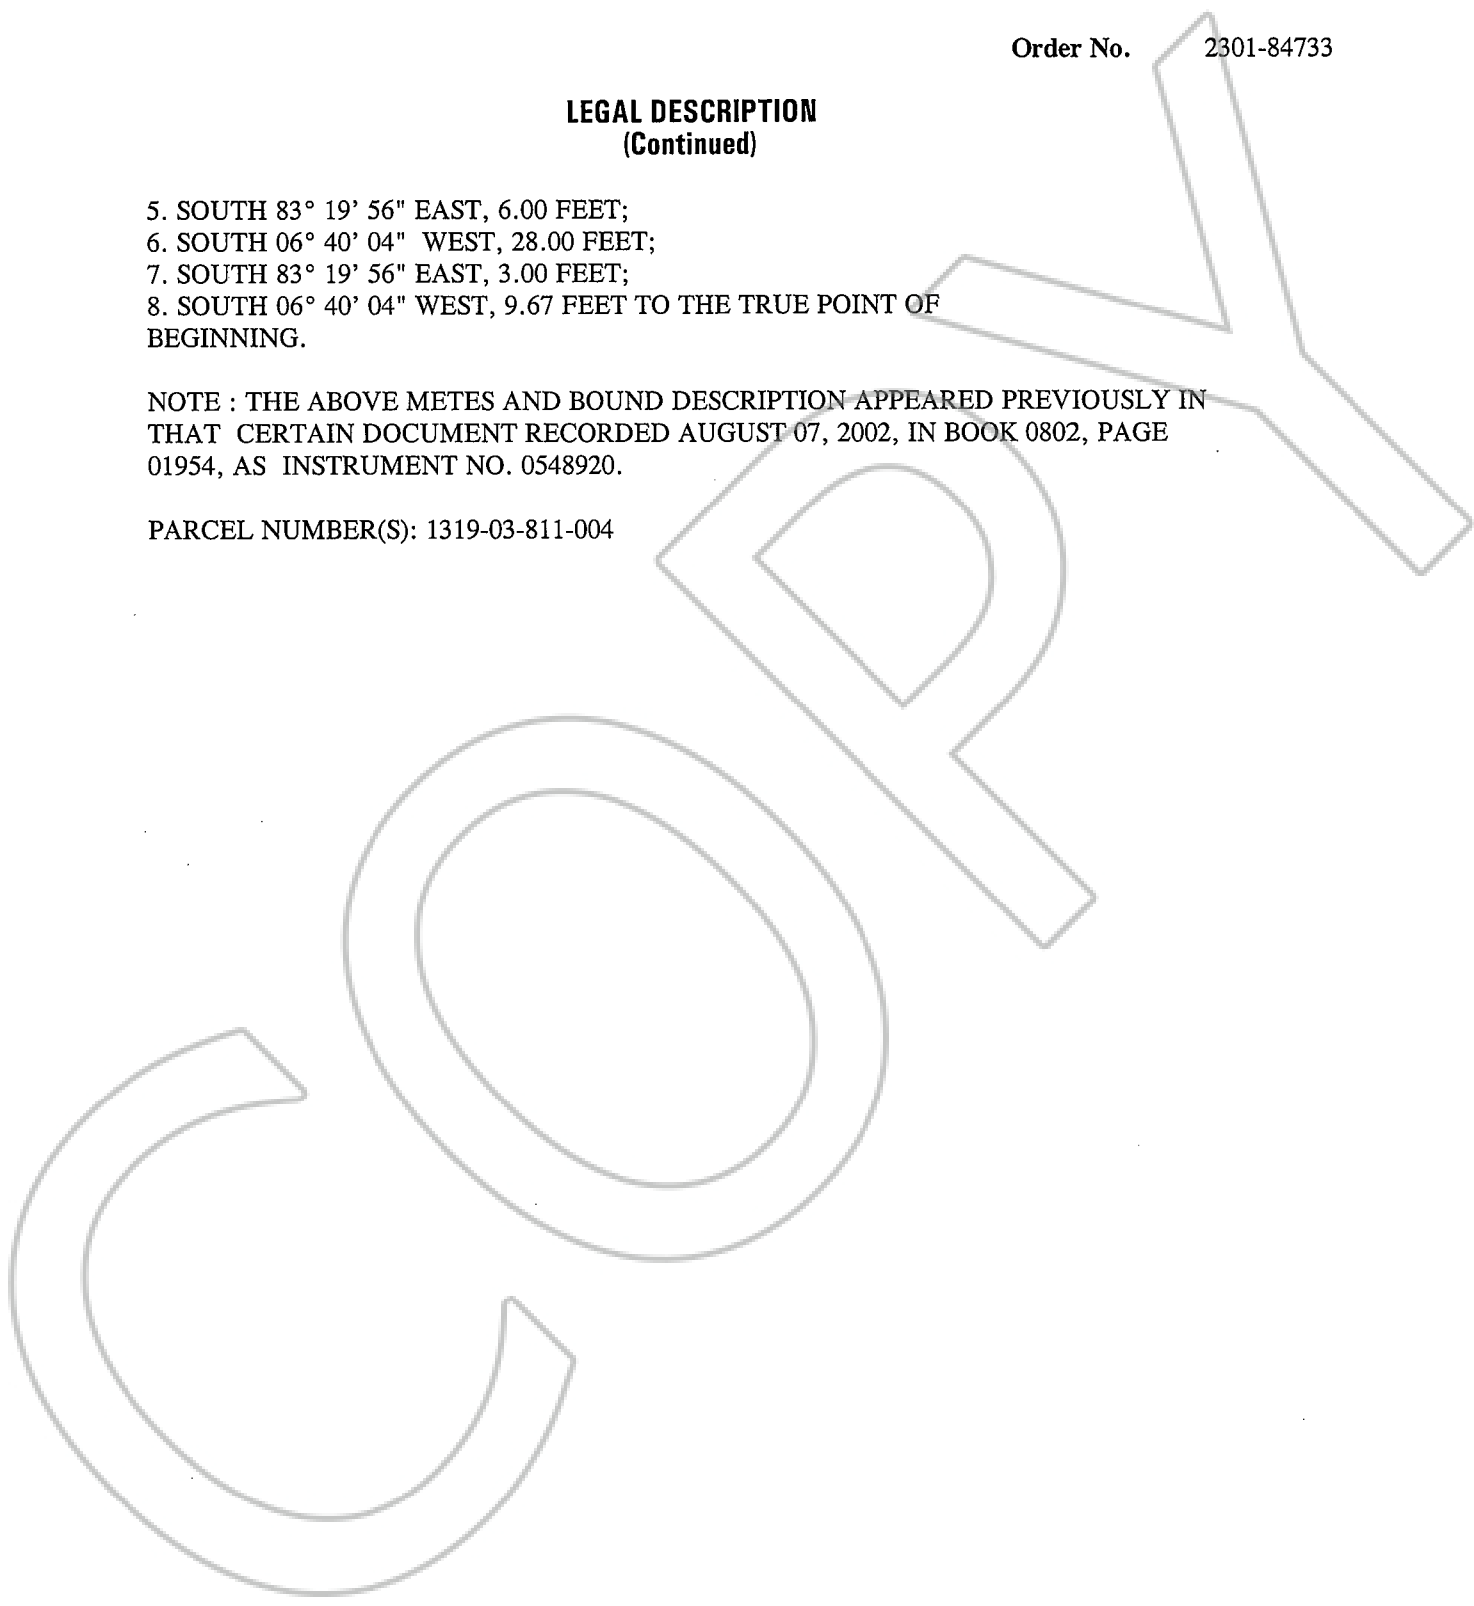 Order No. 2301-84733
LEGAL DESCRIPTION
(Continued)
5. SOUTH 83° 19' 56" EAST, 6.00 FEET;
6. SOUTH 06° 40' 04"  WEST, 28.00 FEET;
7. SOUTH 83° 19' 56" EAST, 3.00 FEET;
8. SOUTH 06° 40' 04" WEST, 9.67 FEET TO THE TRUE POINT OF
BEGINNING.
NOTE : THE ABOVE METES AND BOUND DESCRIPTION APPEARED PREVIOUSLY IN
THAT  CERTAIN DOCUMENT RECORDED AUGUST 07, 2002, IN BOOK 0802, PAGE
01954, AS  INSTRUMENT NO. 0548920.
PARCEL NUMBER(S): 1319-03-811-004
COPY